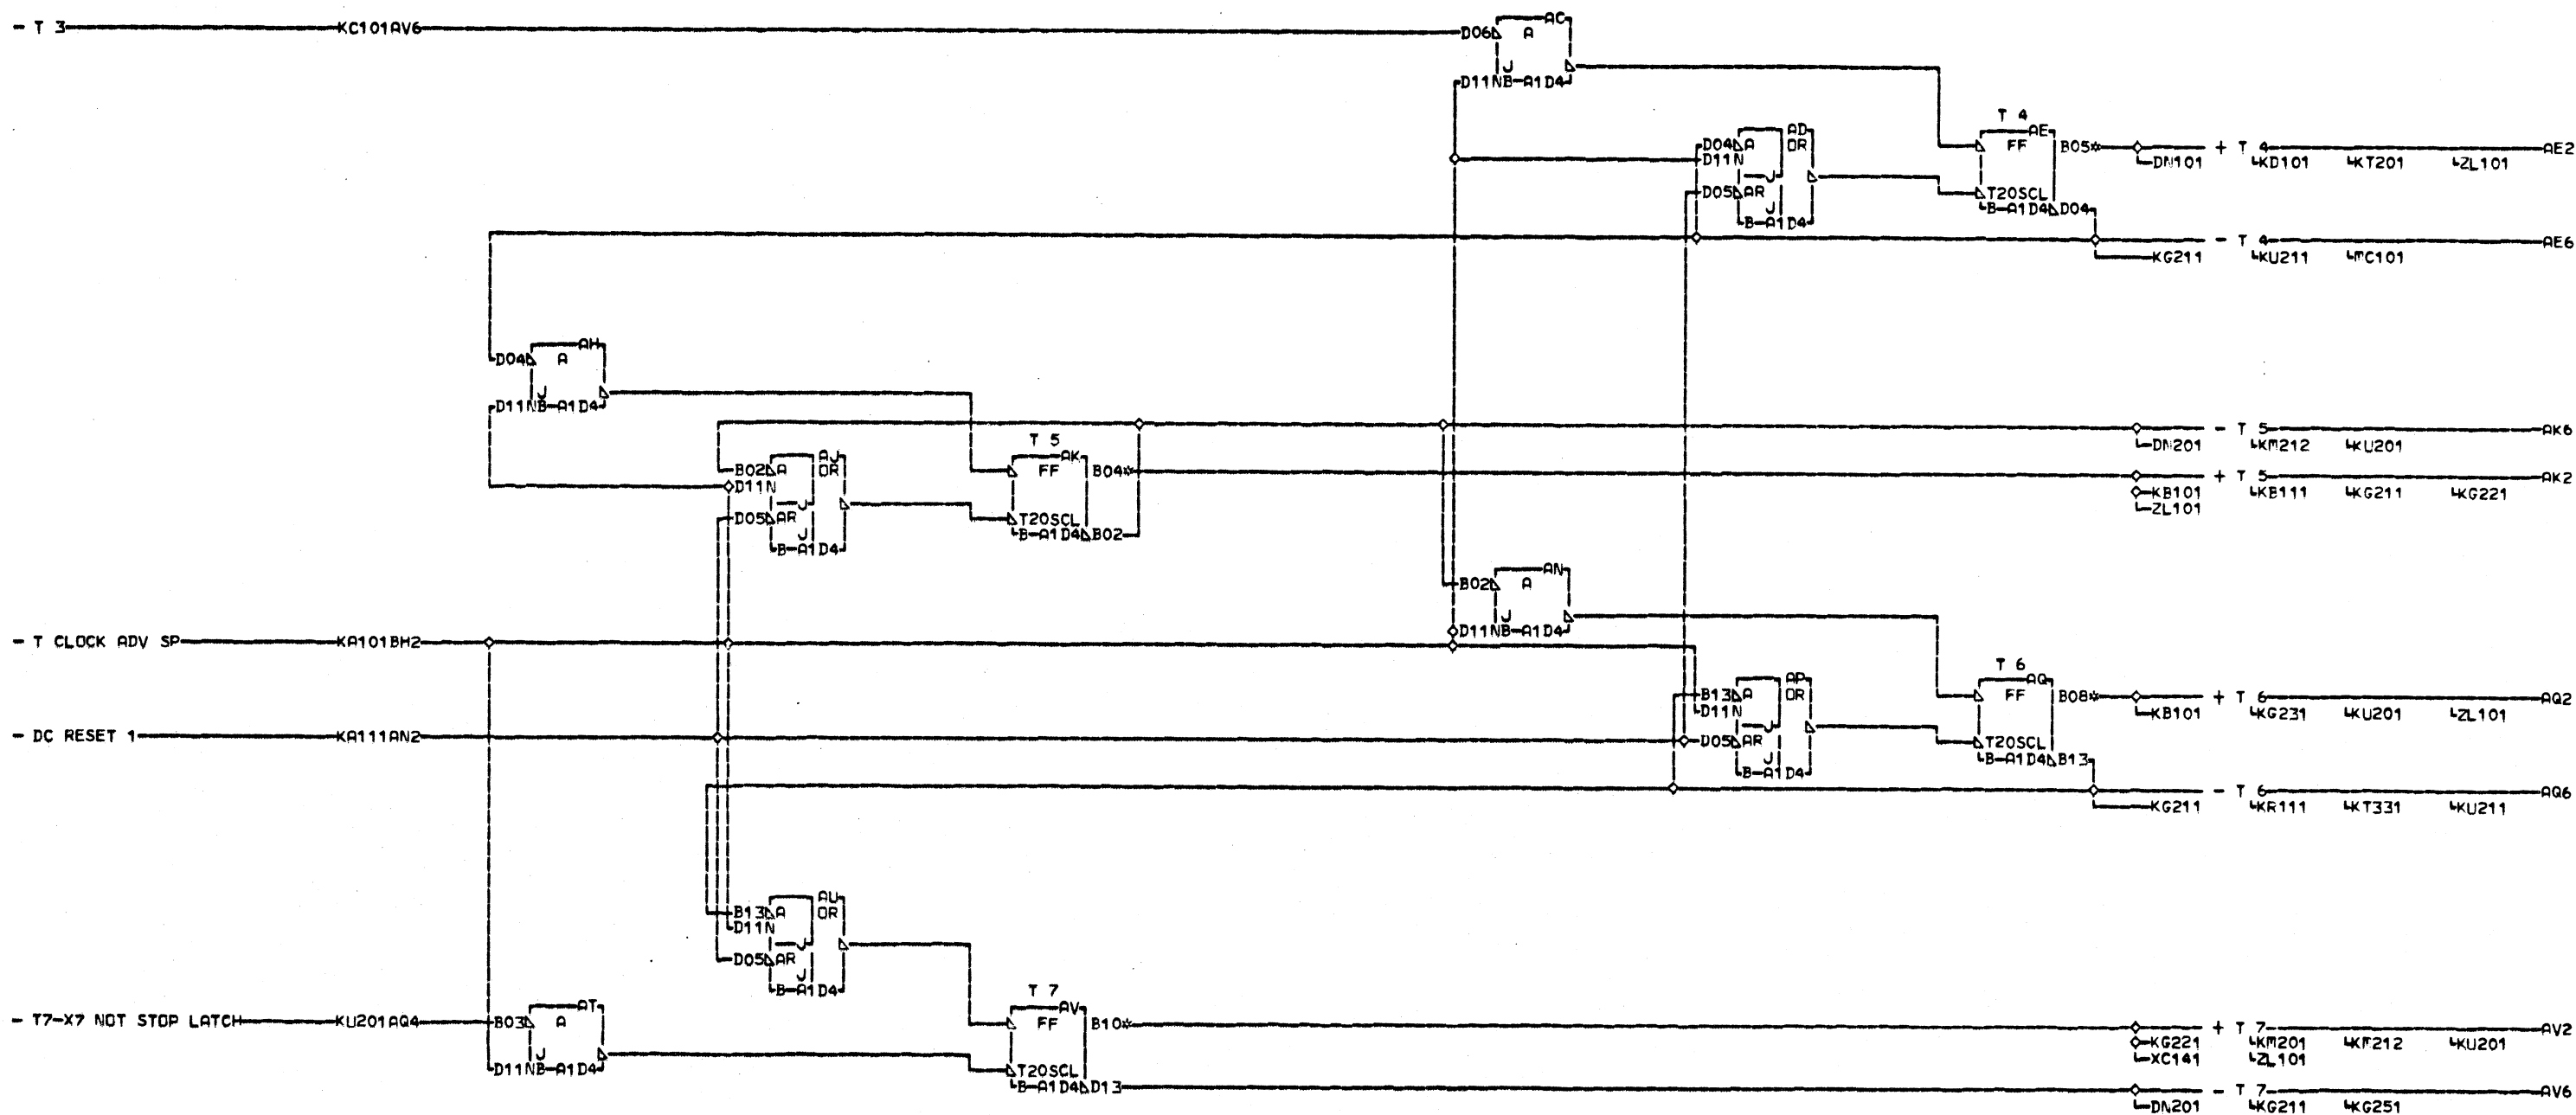 - T 3 KC101AV6 D06 A AC
J
D11N B-A1D4
T 4
D04 A AD OR
D11N
J
D05 AR
J
B-A1D4
AE FF B05* + T 4 AE2
DN101 KD101 KT201 ZL101
T20SCL
B-A1D4 D04
- T 4 AE6
KG211 KU211 MC101
D04 A AH
J
D11N B-A1D4
- T 5 AK6
DN201 KM212 KU201
T 5
B02 A AJ OR
D11N
J
D05 AR
J
B-A1D4
AK FF B04* + T 5 AK2
KB101 KB111 KG211 KG221
ZL101
T20SCL
B-A1D4 B02
B02 A AN
J
D11N B-A1D4
- T CLOCK ADV SP KA101BH2
T 6
B13 A AP OR
D11N
J
D05 AR
J
B-A1D4
AQ FF B08* + T 6 AQ2
KB101 KG231 KU201 ZL101
T20SCL
B-A1D4 B13
- DC RESET 1 KA111AN2
- T 6 AQ6
KG211 KR111 KT331 KU211
B13 A AU OR
D11N
J
D05 AR
J
B-A1D4
T 7
- T7-X7 NOT STOP LATCH KU201AQ4 B03 A AT
J
D11N B-A1D4
AV FF B10* + T 7 AV2
KG221 KM201 KM212 KU201
XC141 ZL101
T20SCL
B-A1D4 D13 - T 7 AV6
DN201 KG211 KG251